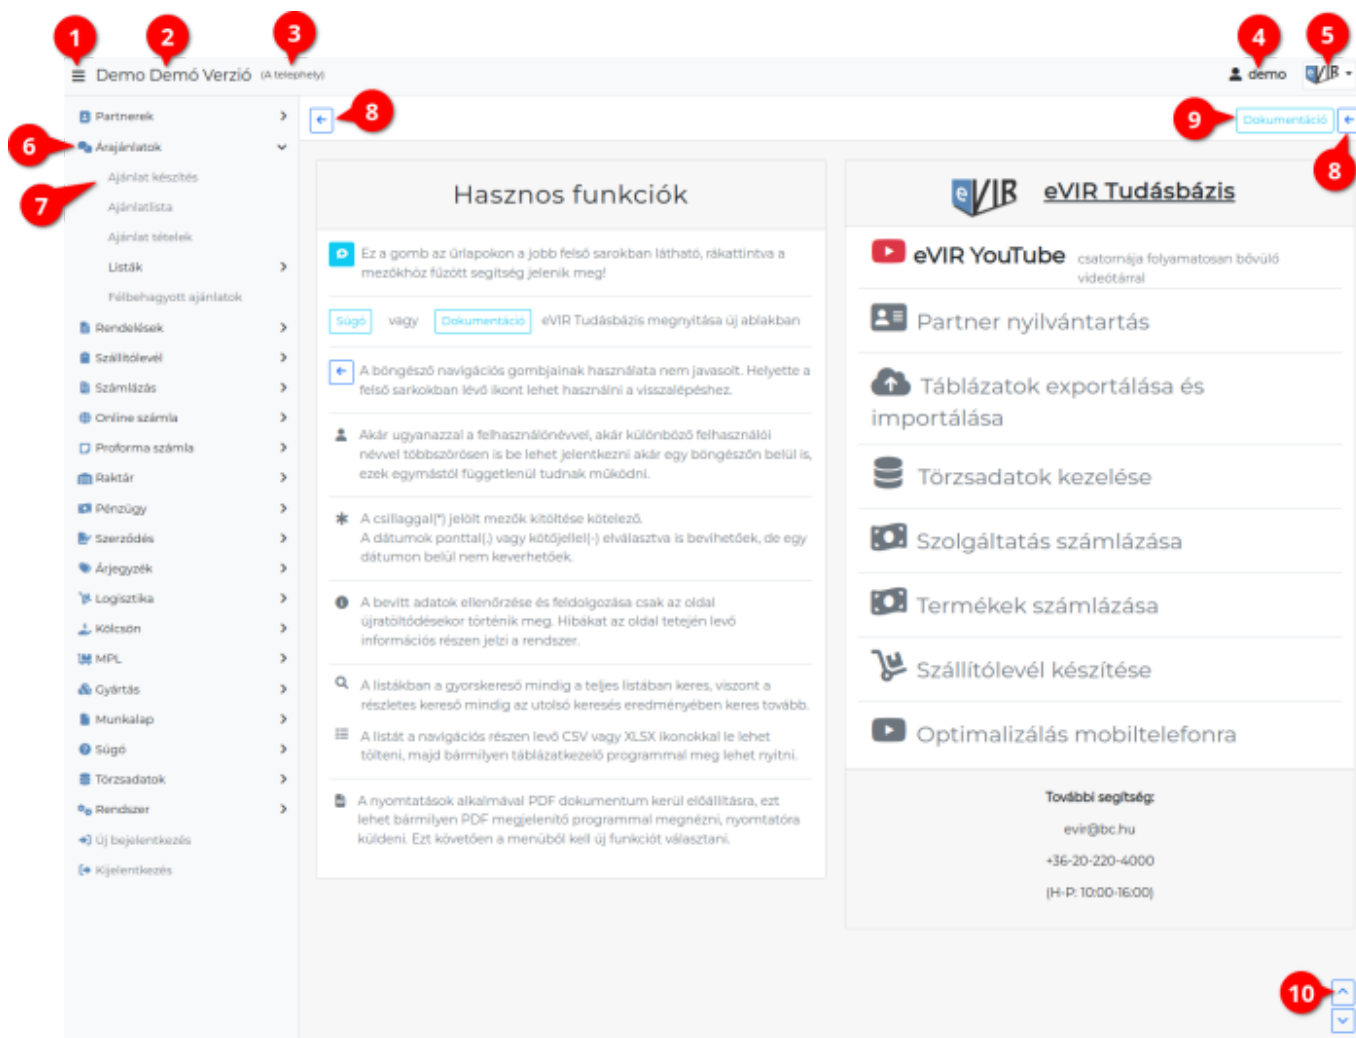 1
2
3
4
5
Demo Demó Verzió (A telephely)
demo
eVIR
Partnerek
8
9
Dokumentáció
6
Árajánlatok
8
7
Ajánlat készítés
Ajánlatlista
Ajánlat tételek
Listák
Félbehagyott ajánlatok
Rendelések
Szállítólevél
Számlázás
Online számla
Proforma számla
Raktár
Pénzügy
Szerződés
Árjegyzék
Logisztika
Kölcsön
MPL
Gyártás
Munkalap
Súgó
Törzsadatok
Rendszer
Új bejelentkezés
Kijelentkezés
Hasznos funkciók
Ez a gomb az űrlapokon a jobb felső sarokban látható, rákattintva a
mezőkhöz fűzött segítség jelenik meg!
Súgó vagy Dokumentáció eVIR Tudásbázis megnyitása új ablakban
A böngésző navigációs gombjainak használata nem javasolt. Helyette a
felső sarkokban lévő ikont lehet használni a visszalépéshez.
Akár ugyanazzal a felhasználónévvel, akár különböző felhasználói
névvel többszörösen is be lehet jelentkezni akár egy böngészőn belül is,
ezek egymástól függetlenül tudnak működni.
A csillaggal(*) jelölt mezők kitöltése kötelező.
A dátumok ponttal(.) vagy kötőjellel(-) elválasztva is bevihetőek, de egy
dátumon belül nem keverhetőek.
A bevitt adatok ellenőrzése és feldolgozása csak az oldal
újratöltődésekor történik meg. Hibákat az oldal tetején levő
információs részen jelzi a rendszer.
A listákban a gyorskereső mindig a teljes listában keres, viszont a
részletes kereső mindig az utolsó keresés eredményében keres tovább.
A listát a navigációs részen levő CSV vagy XLSX ikonokkal le lehet
tölteni, majd bármilyen táblázatkezelő programmal meg lehet nyitni.
A nyomtatások alkalmával PDF dokumentum kerül előállításra, ezt
lehet bármilyen PDF megjelenítő programmal megnézni, nyomtatóra
küldeni. Ezt követően a menüből kell új funkciót választani.
eVIR eVIR Tudásbázis
eVIR YouTube csatornája folyamatosan bővülő
videótárral
Partner nyilvántartás
Táblázatok exportálása és
importálása
Törzsadatok kezelése
Szolgáltatás számlázása
Termékek számlázása
Szállítólevél készítése
Optimalizálás mobiltelefonra
További segítség:
evir@bc.hu
+36-20-220-4000
(H-P: 10:00-16:00)
10